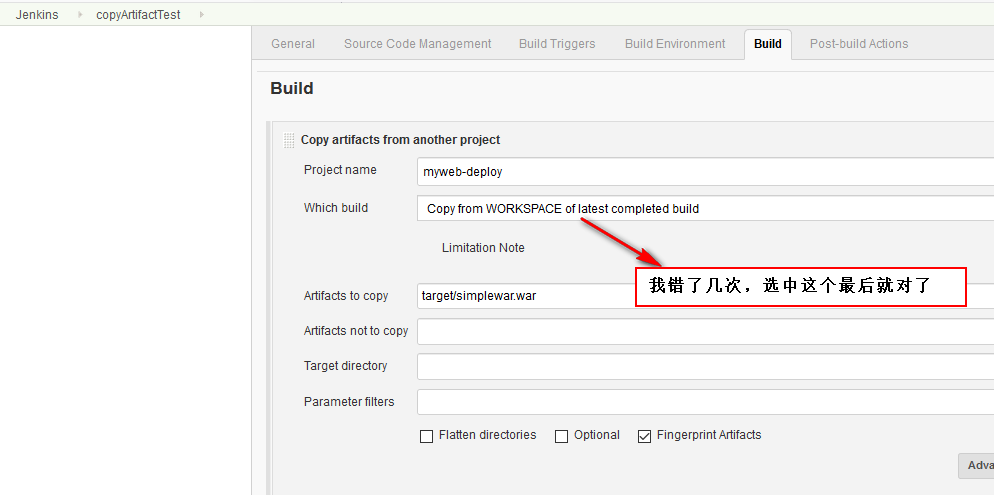 Jenkins copyArtifactTest
General Source Code Management Build Triggers Build Environment Build Post-build Actions
Build
Copy artifacts from another project
Project name myweb-deploy
Which build Copy from WORKSPACE of latest completed build
Limitation Note
我错了几次，选中这个最后就对了
Artifacts to copy target/simplewar.war
Artifacts not to copy
Target directory
Parameter filters
Flatten directories Optional Fingerprint Artifacts
Adva